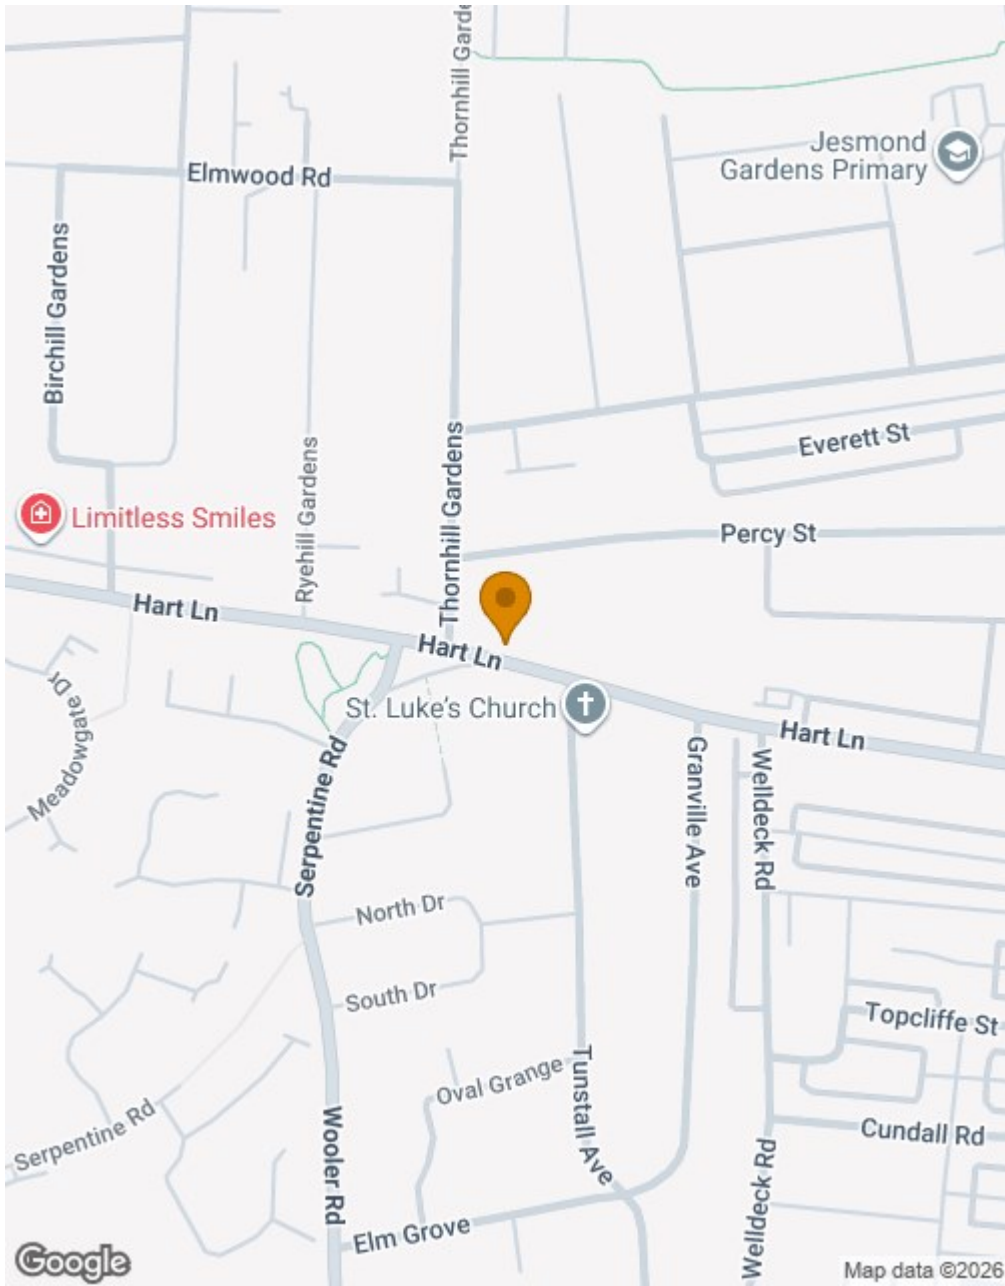 Thornhill Garde
Jesmond
Gardens Primary
Elmwood Rd
Birchill Gardens
Ryehill Gardens
Thornhill Gardens
Everett St
Limitless Smiles
Percy St
Hart Ln
Hart Ln
St. Luke's Church
Hart Ln
Meadowgate Dr
Serpentine Rd
Granville Ave
Welldeck Rd
North Dr
South Dr
Topcliffe St
Oval Grange
Tunstall Ave
Serpentine Rd
Wooler Rd
Cundall Rd
Welldeck Rd
Elm Grove
Google
Map data ©2026